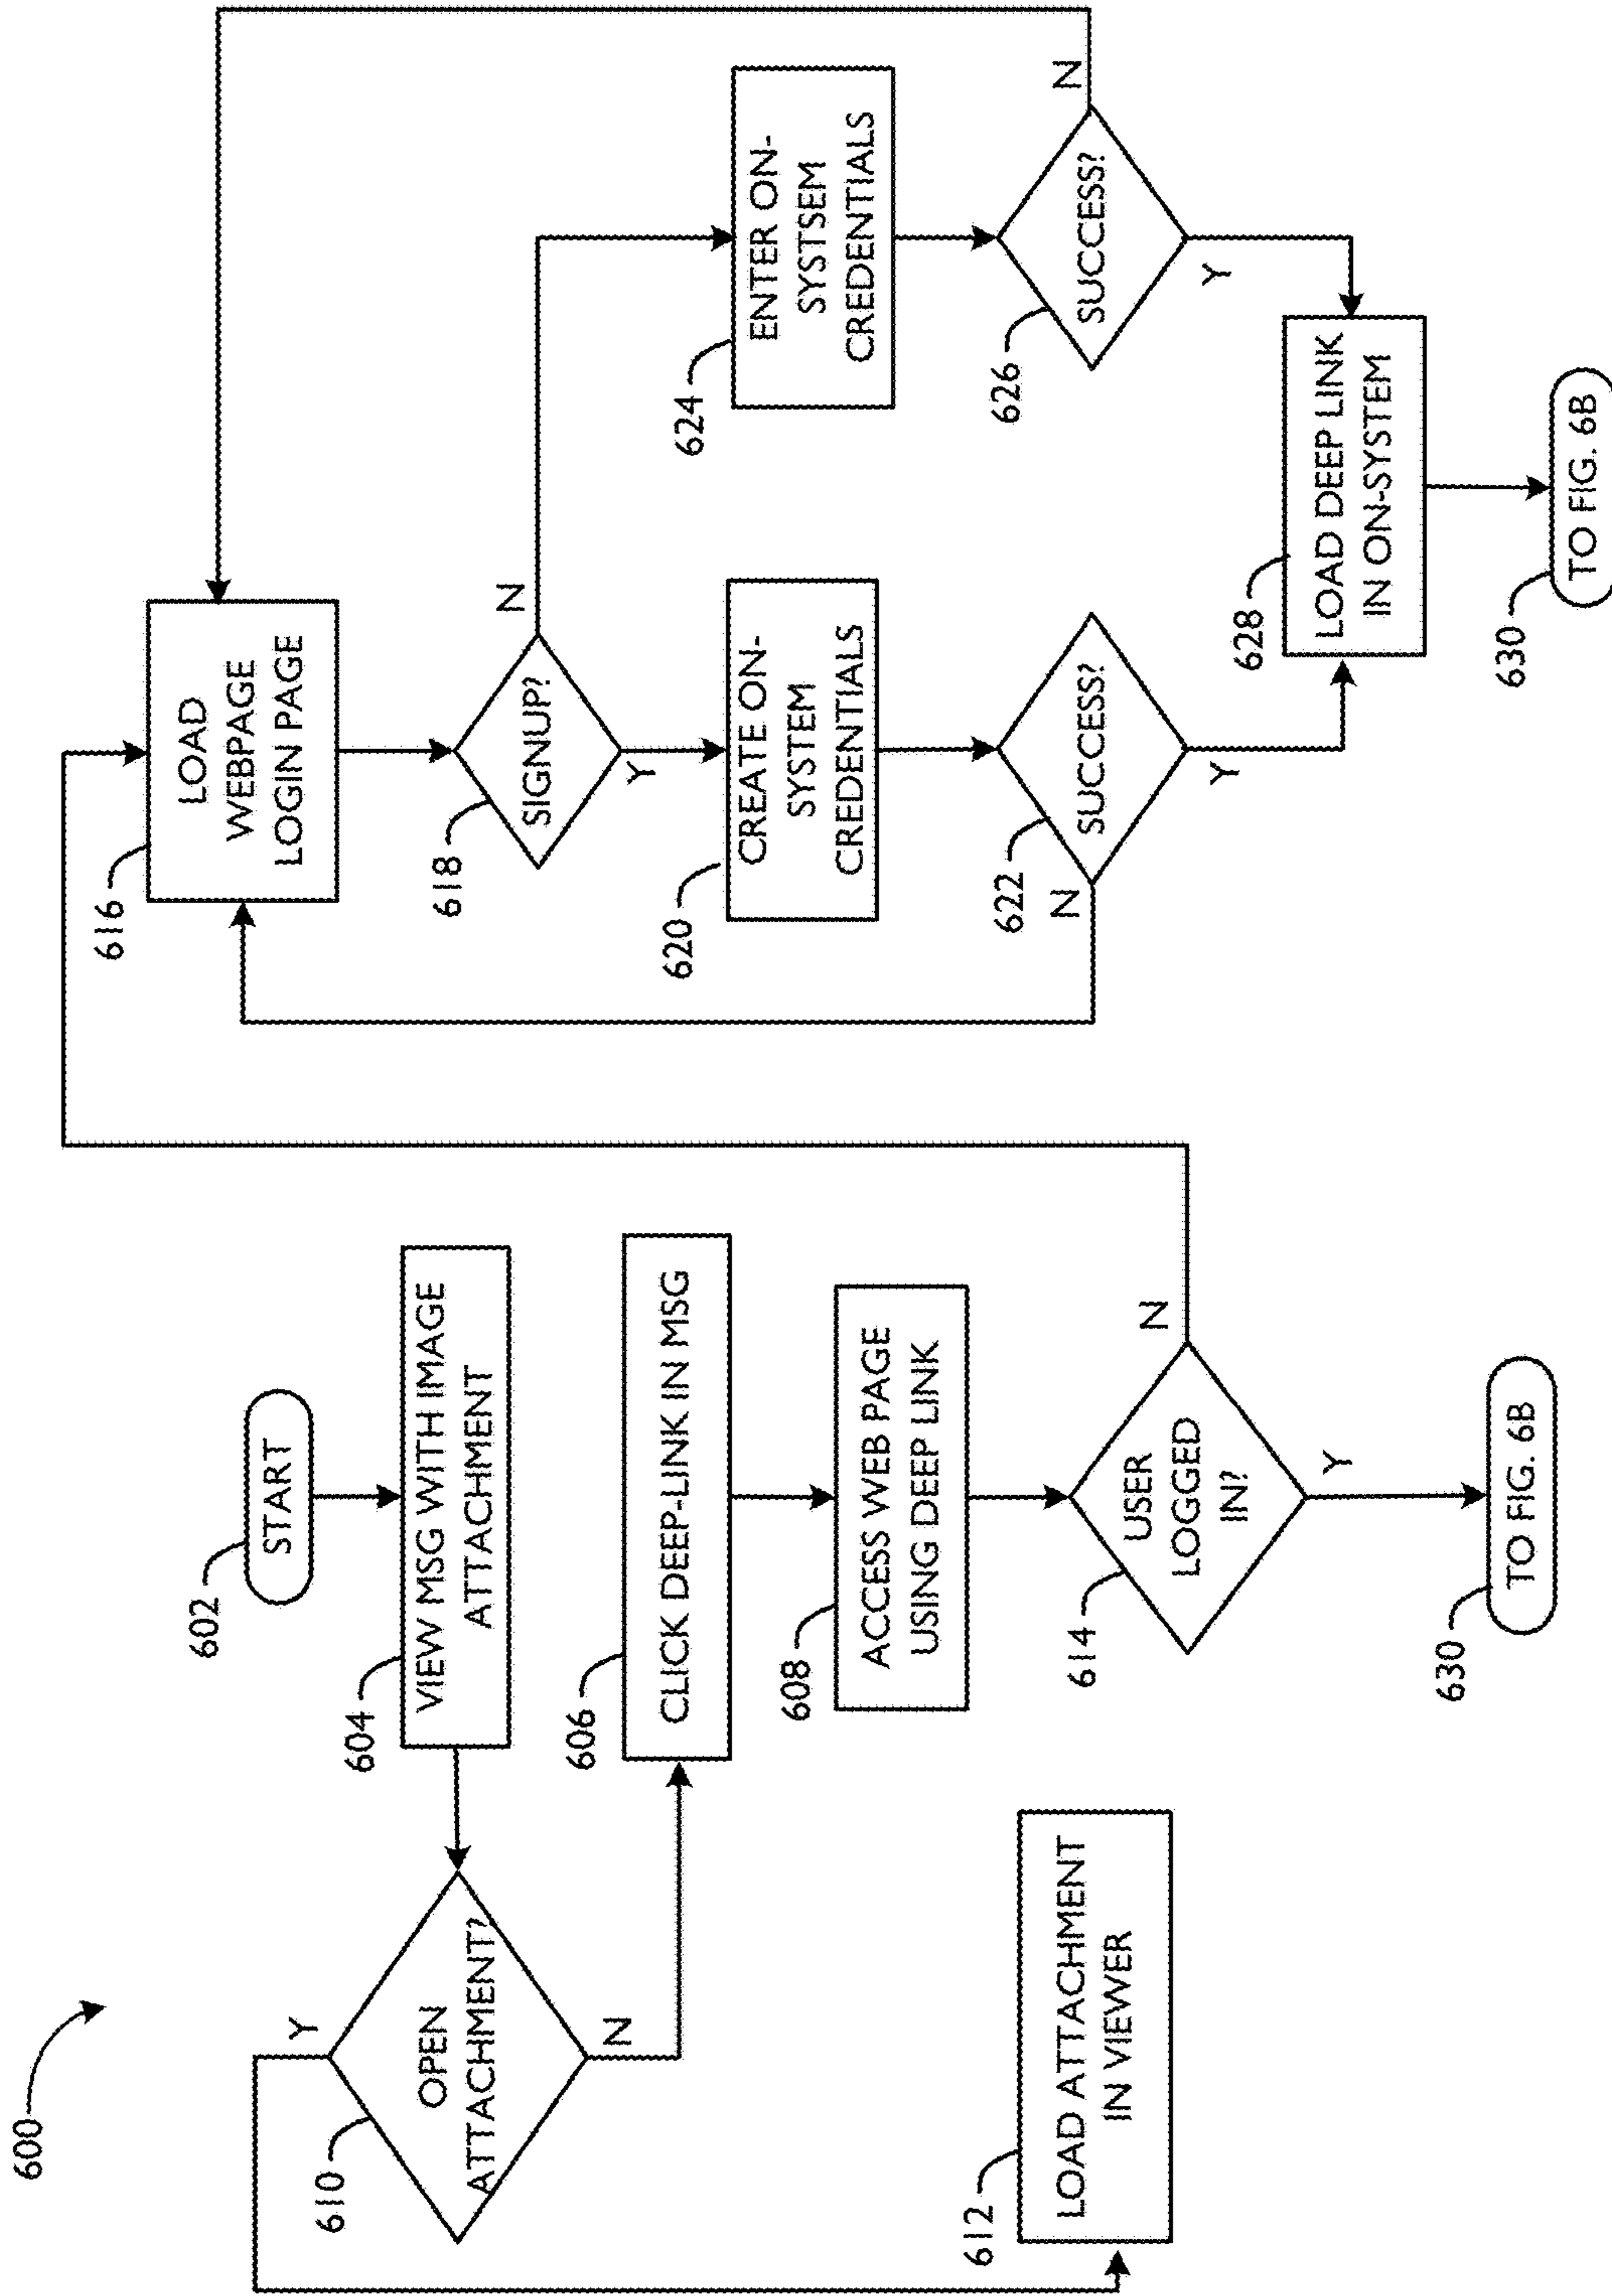 600
602
START
604
VIEW MSG WITH IMAGE
ATTACHMENT
610
OPEN
ATTACHMENT?
Y
N
606
CLICK DEEP-LINK IN MSG
608
ACCESS WEB PAGE
USING DEEP LINK
612
LOAD ATTACHMENT
IN VIEWER
614
USER
LOGGED
IN?
N
Y
630
TO FIG. 6B
616
LOAD
WEBPAGE
LOGIN PAGE
618
SIGNUP?
N
Y
620
CREATE ON-
SYSTEM
CREDENTIALS
624
ENTER ON-
SYSTSEM
CREDENTIALS
622
SUCCESS?
N
Y
626
SUCCESS?
N
Y
628
LOAD DEEP LINK
IN ON-SYSTEM
630
TO FIG. 6B